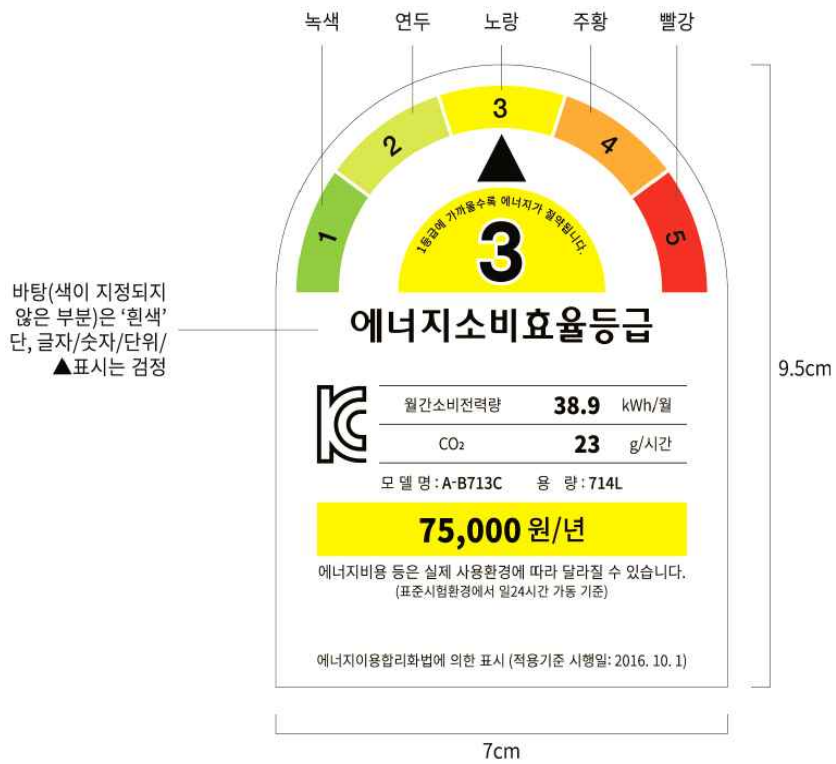 녹색 연두 노랑 주황 빨강
1 2 3 4 5
▲
1등급에 가까울수록 에너지가 절약됩니다.
3
바탕(색이 지정되지
않은 부분)은 ‘흰색’
단, 글자/숫자/단위/
▲표시는 검정
에너지소비효율등급
9.5cm
KC
월간소비전력량 38.9 kWh/월
CO₂ 23 g/시간
모 델 명 : A-B713C 용 량 : 714L
75,000 원/년
에너지비용 등은 실제 사용환경에 따라 달라질 수 있습니다.
(표준시험환경에서 일24시간 가동 기준)
에너지이용합리화법에 의한 표시 (적용기준 시행일: 2016. 10. 1)
7cm